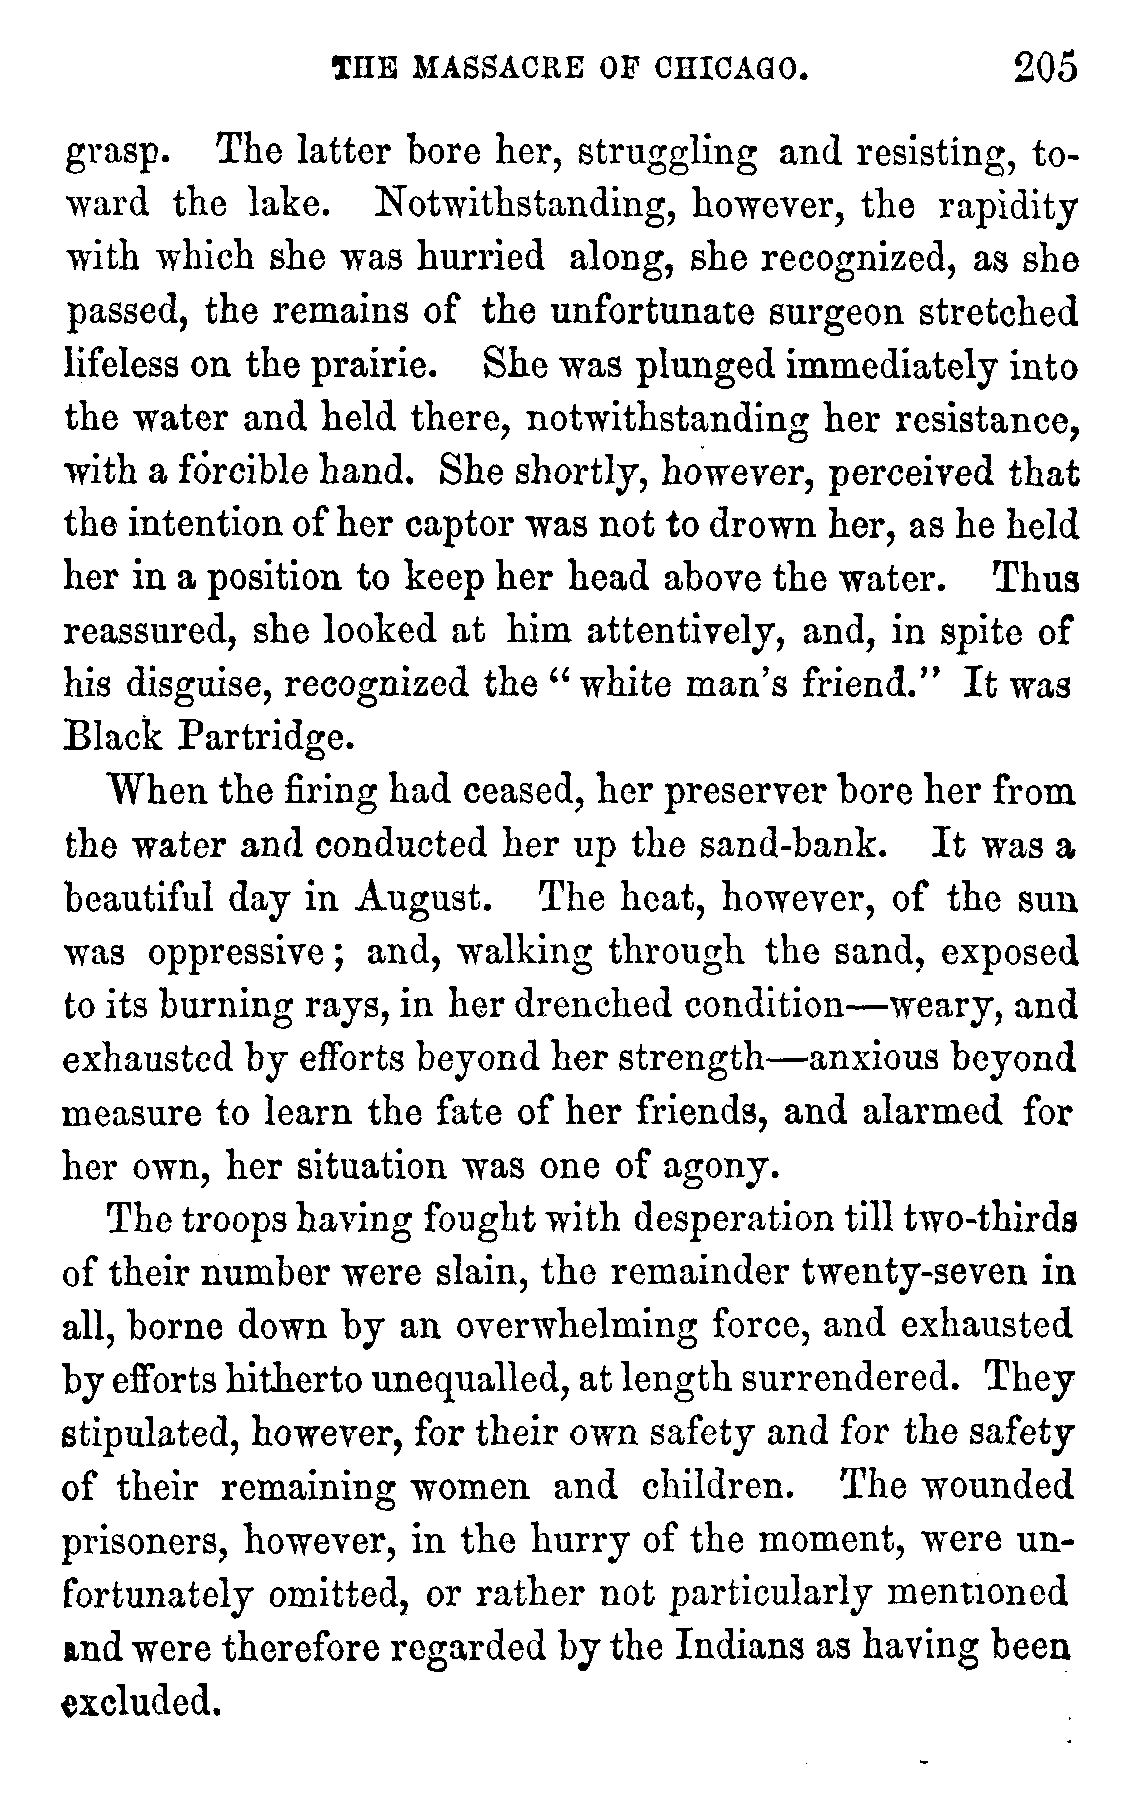 THE MASSACRE OF CHICAGO. 205
grasp. The latter bore her, struggling and resisting, to-
ward the lake. Notwithstanding, however, the rapidity
with which she was hurried along, she recognized, as she
passed, the remains of the unfortunate surgeon stretched
lifeless on the prairie. She was plunged immediately into
the water and held there, notwithstanding her resistance,
with a forcible hand. She shortly, however, perceived that
the intention of her captor was not to drown her, as he held
her in a position to keep her head above the water. Thus
reassured, she looked at him attentively, and, in spite of
his disguise, recognized the “ white man’s friend.” It was
Black Partridge.
When the firing had ceased, her preserver bore her from
the water and conducted her up the sand-bank. It was a
beautiful day in August. The heat, however, of the sun
was oppressive ; and, walking through the sand, exposed
to its burning rays, in her drenched condition—weary, and
exhausted by efforts beyond her strength—anxious beyond
measure to learn the fate of her friends, and alarmed for
her own, her situation was one of agony.
The troops having fought with desperation till two-thirds
of their number were slain, the remainder twenty-seven in
all, borne down by an overwhelming force, and exhausted
by efforts hitherto unequalled, at length surrendered. They
stipulated, however, for their own safety and for the safety
of their remaining women and children. The wounded
prisoners, however, in the hurry of the moment, were un-
fortunately omitted, or rather not particularly mentioned
and were therefore regarded by the Indians as having been
excluded.